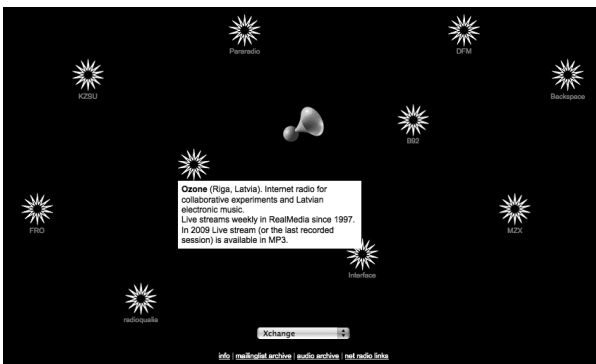 Pararadio
DFM
KZSU
Backspace
B92
Ozone (Riga, Latvia). Internet radio for
collaborative experiments and Latvian
electronic music.
Live streams weekly in RealMedia since 1997.
In 2009 Live stream (or the last recorded
session) is available in MP3.
FRO
MZX
Interface
radioqualia
Xchange
info | mailinglist archive | audio archive | net radio links